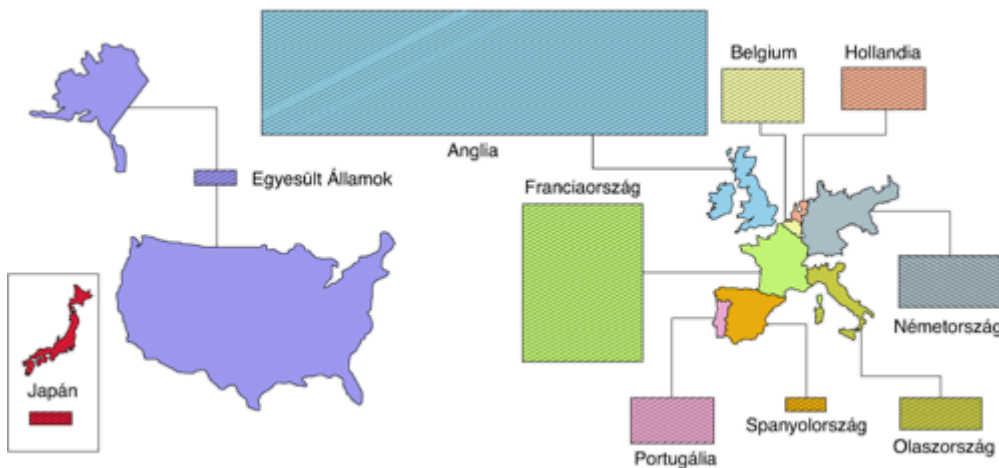 Belgium
Hollandia
Anglia
Egyesült Államok
Franciaország
Japán
Németország
Spanyolország
Portugália
Olaszország